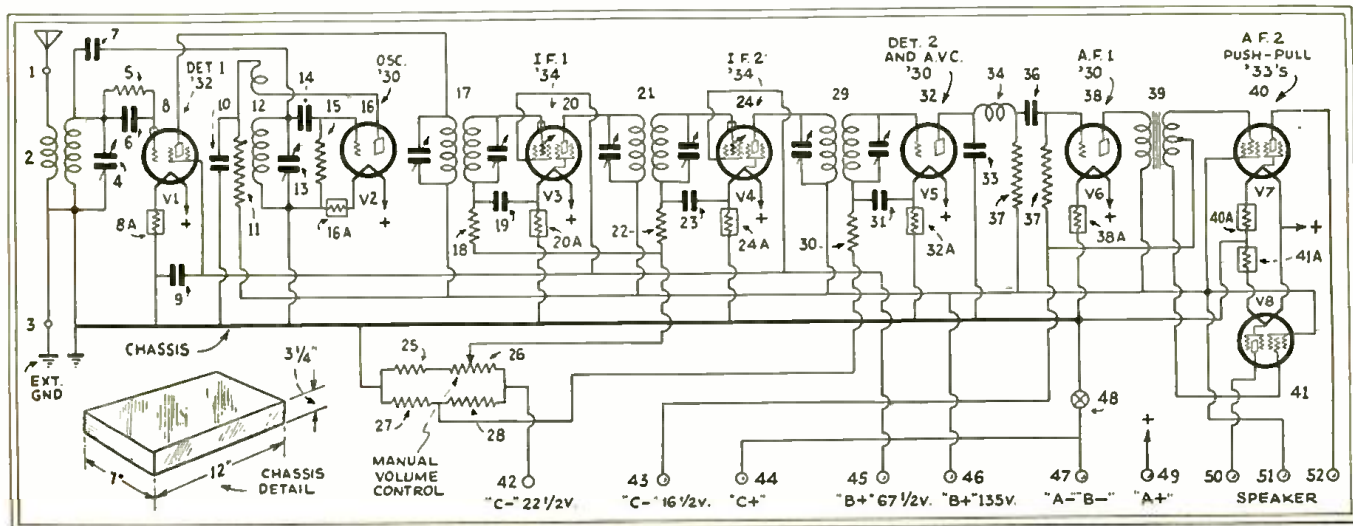 1
2
3
4
5
6
7
8
DET. 1
'32
8A
V1
9
10
11
12
13
14
15
16
OSC.
'30
16A
V2
17
18
19
I.F. 1
'34
20
V3
20A
21
22
23
I.F. 2
'34
24
V4
24A
25
26
27
28
29
30
31
DET. 2
AND A.V.C.
'30
32
V5
32A
33
34
36
37
37
A.F. 1
'30
38
V6
38A
39
A.F. 2
PUSH-PULL
'33'S
40
V7
40A
41A
V8
41
+
+
+
+
+
+
+
CHASSIS
EXT.
GND
3 1/4"
7"
12"
CHASSIS
DETAIL
MANUAL
VOLUME
CONTROL
48
+
42
"C-" 22 1/2V.
43
"C-" 16 1/2V.
44
"C+"
45
"B+" 67 1/2V.
46
"B+" 135V.
47
"A-" "B-"
49
"A+"
50
51
52
SPEAKER